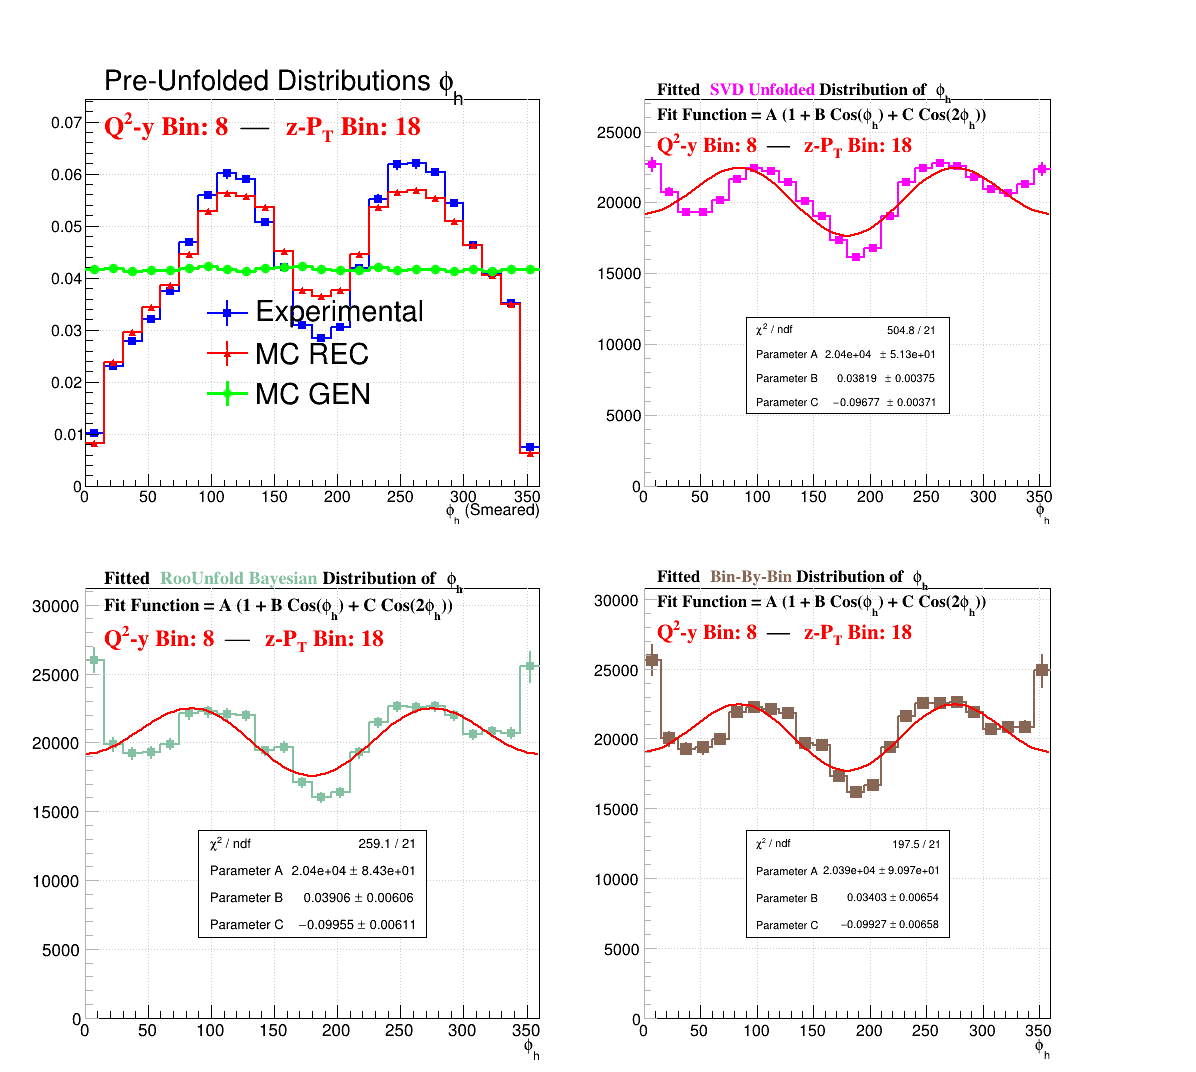 Pre-Unfolded Distributions ϕh
Q2-y Bin: 8 — z-PT Bin: 18
0.07
0.06
0.05
0.04
0.03
0.02
0.01
0
Experimental
MC REC
MC GEN
0 50 100 150 200 250 300 350
ϕh (Smeared)
Fitted SVD Unfolded Distribution of ϕh
Fit Function = A (1 + B Cos(ϕh) + C Cos(2ϕh))
Q2-y Bin: 8 — z-PT Bin: 18
25000
20000
15000
10000
5000
0
χ2 / ndf 504.8 / 21
Parameter A 2.04e+04 ± 5.13e+01
Parameter B 0.03819 ± 0.00375
Parameter C −0.09677 ± 0.00371
0 50 100 150 200 250 300 350
ϕh
Fitted RooUnfold Bayesian Distribution of ϕh
Fit Function = A (1 + B Cos(ϕh) + C Cos(2ϕh))
Q2-y Bin: 8 — z-PT Bin: 18
30000
25000
20000
15000
10000
5000
0
χ2 / ndf 259.1 / 21
Parameter A 2.04e+04 ± 8.43e+01
Parameter B 0.03906 ± 0.00606
Parameter C −0.09955 ± 0.00611
0 50 100 150 200 250 300 350
ϕh
Fitted Bin-By-Bin Distribution of ϕh
Fit Function = A (1 + B Cos(ϕh) + C Cos(2ϕh))
Q2-y Bin: 8 — z-PT Bin: 18
30000
25000
20000
15000
10000
5000
0
χ2 / ndf 197.5 / 21
Parameter A 2.039e+04 ± 9.097e+01
Parameter B 0.03403 ± 0.00654
Parameter C −0.09927 ± 0.00658
0 50 100 150 200 250 300 350
ϕh